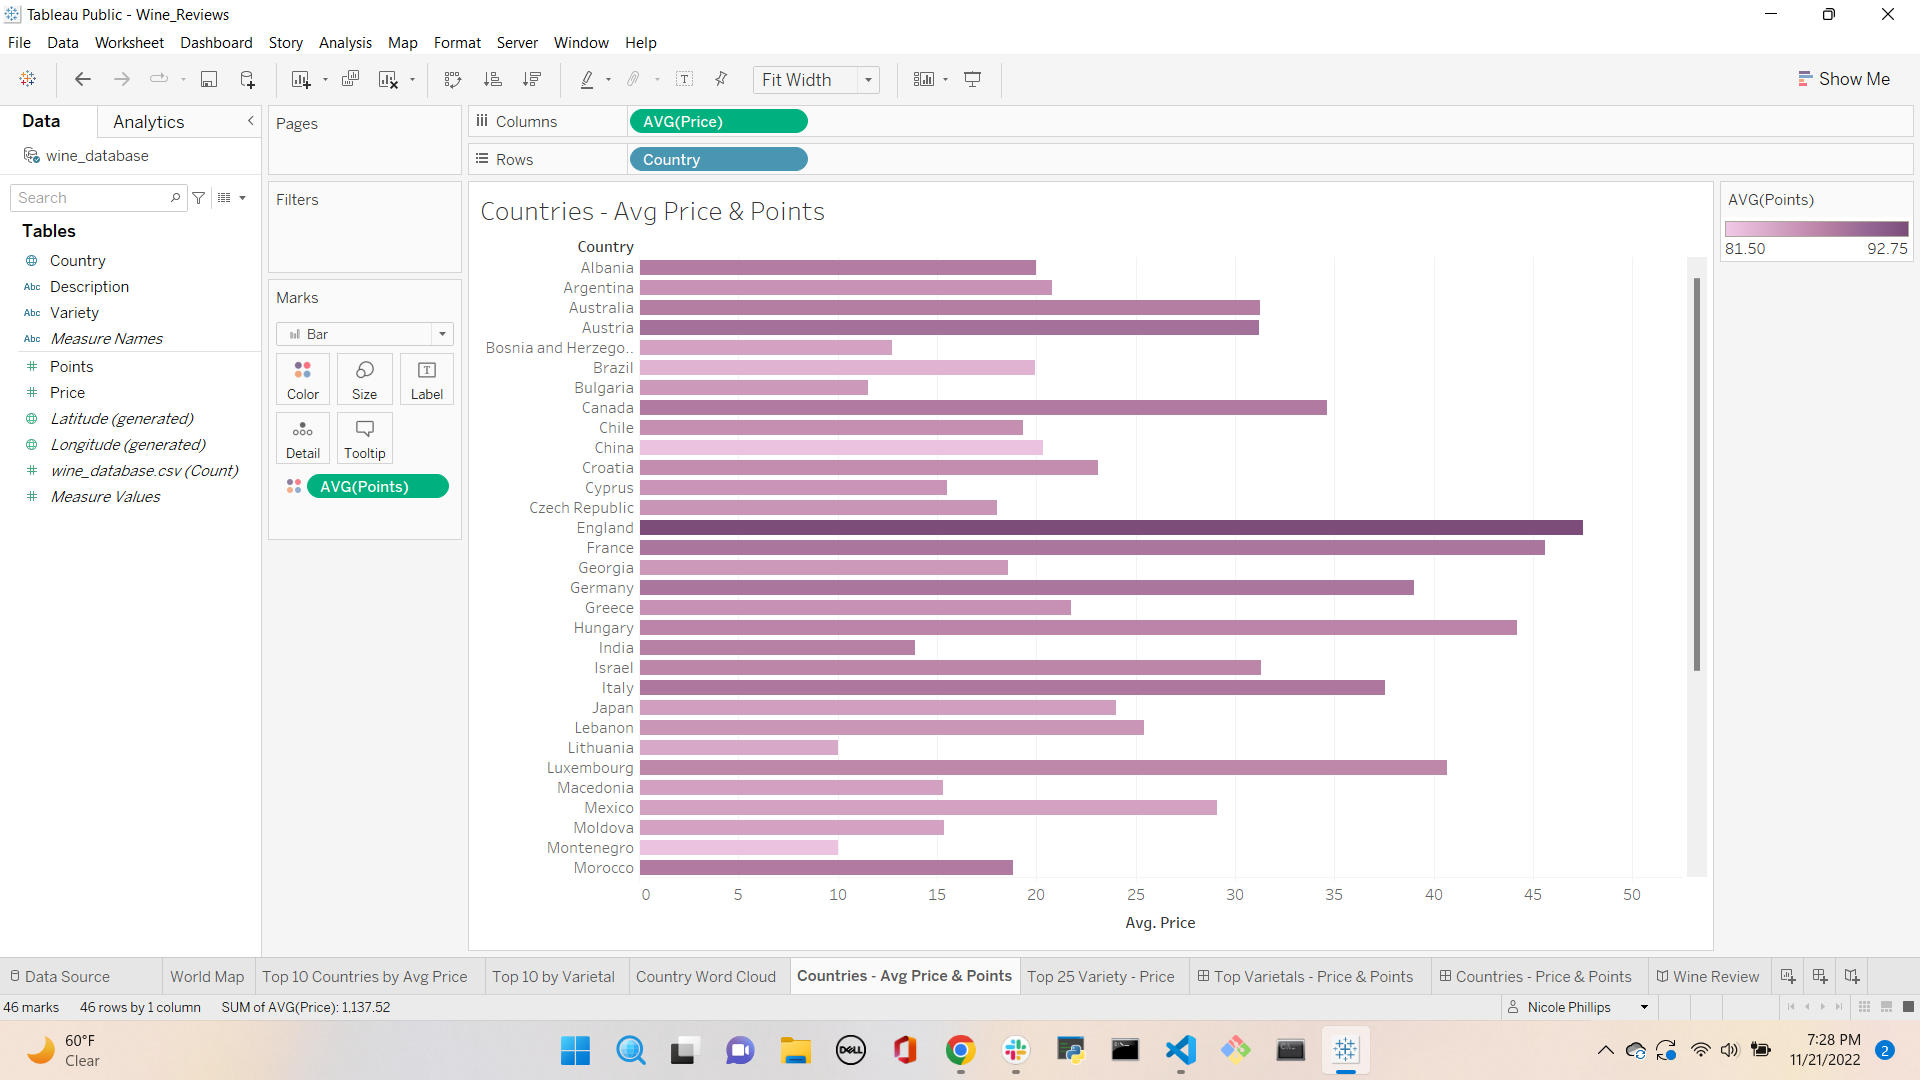 Tableau Public - Wine_Reviews
File Data Worksheet Dashboard Story Analysis Map Format Server Window Help
Fit Width
Show Me
Data Analytics
wine_database
Search
Tables
Country
Abc Description
Abc Variety
Abc Measure Names
Points
Price
Latitude (generated)
Longitude (generated)
wine_database.csv (Count)
Measure Values
Pages
Filters
Marks
Bar
Color Size Label
Detail Tooltip
AVG(Points)
Columns AVG(Price)
Rows Country
Countries - Avg Price & Points
Country
Albania
Argentina
Australia
Austria
Bosnia and Herzego..
Brazil
Bulgaria
Canada
Chile
China
Croatia
Cyprus
Czech Republic
England
France
Georgia
Germany
Greece
Hungary
India
Israel
Italy
Japan
Lebanon
Lithuania
Luxembourg
Macedonia
Mexico
Moldova
Montenegro
Morocco
0 5 10 15 20 25 30 35 40 45 50
Avg. Price
AVG(Points)
81.50 92.75
Data Source World Map Top 10 Countries by Avg Price Top 10 by Varietal Country Word Cloud Countries - Avg Price & Points Top 25 Variety - Price Top Varietals - Price & Points Countries - Price & Points Wine Review
46 marks 46 rows by 1 column SUM of AVG(Price): 1,137.52 Nicole Phillips
60°F
Clear
DELL
7:28 PM
11/21/2022
2